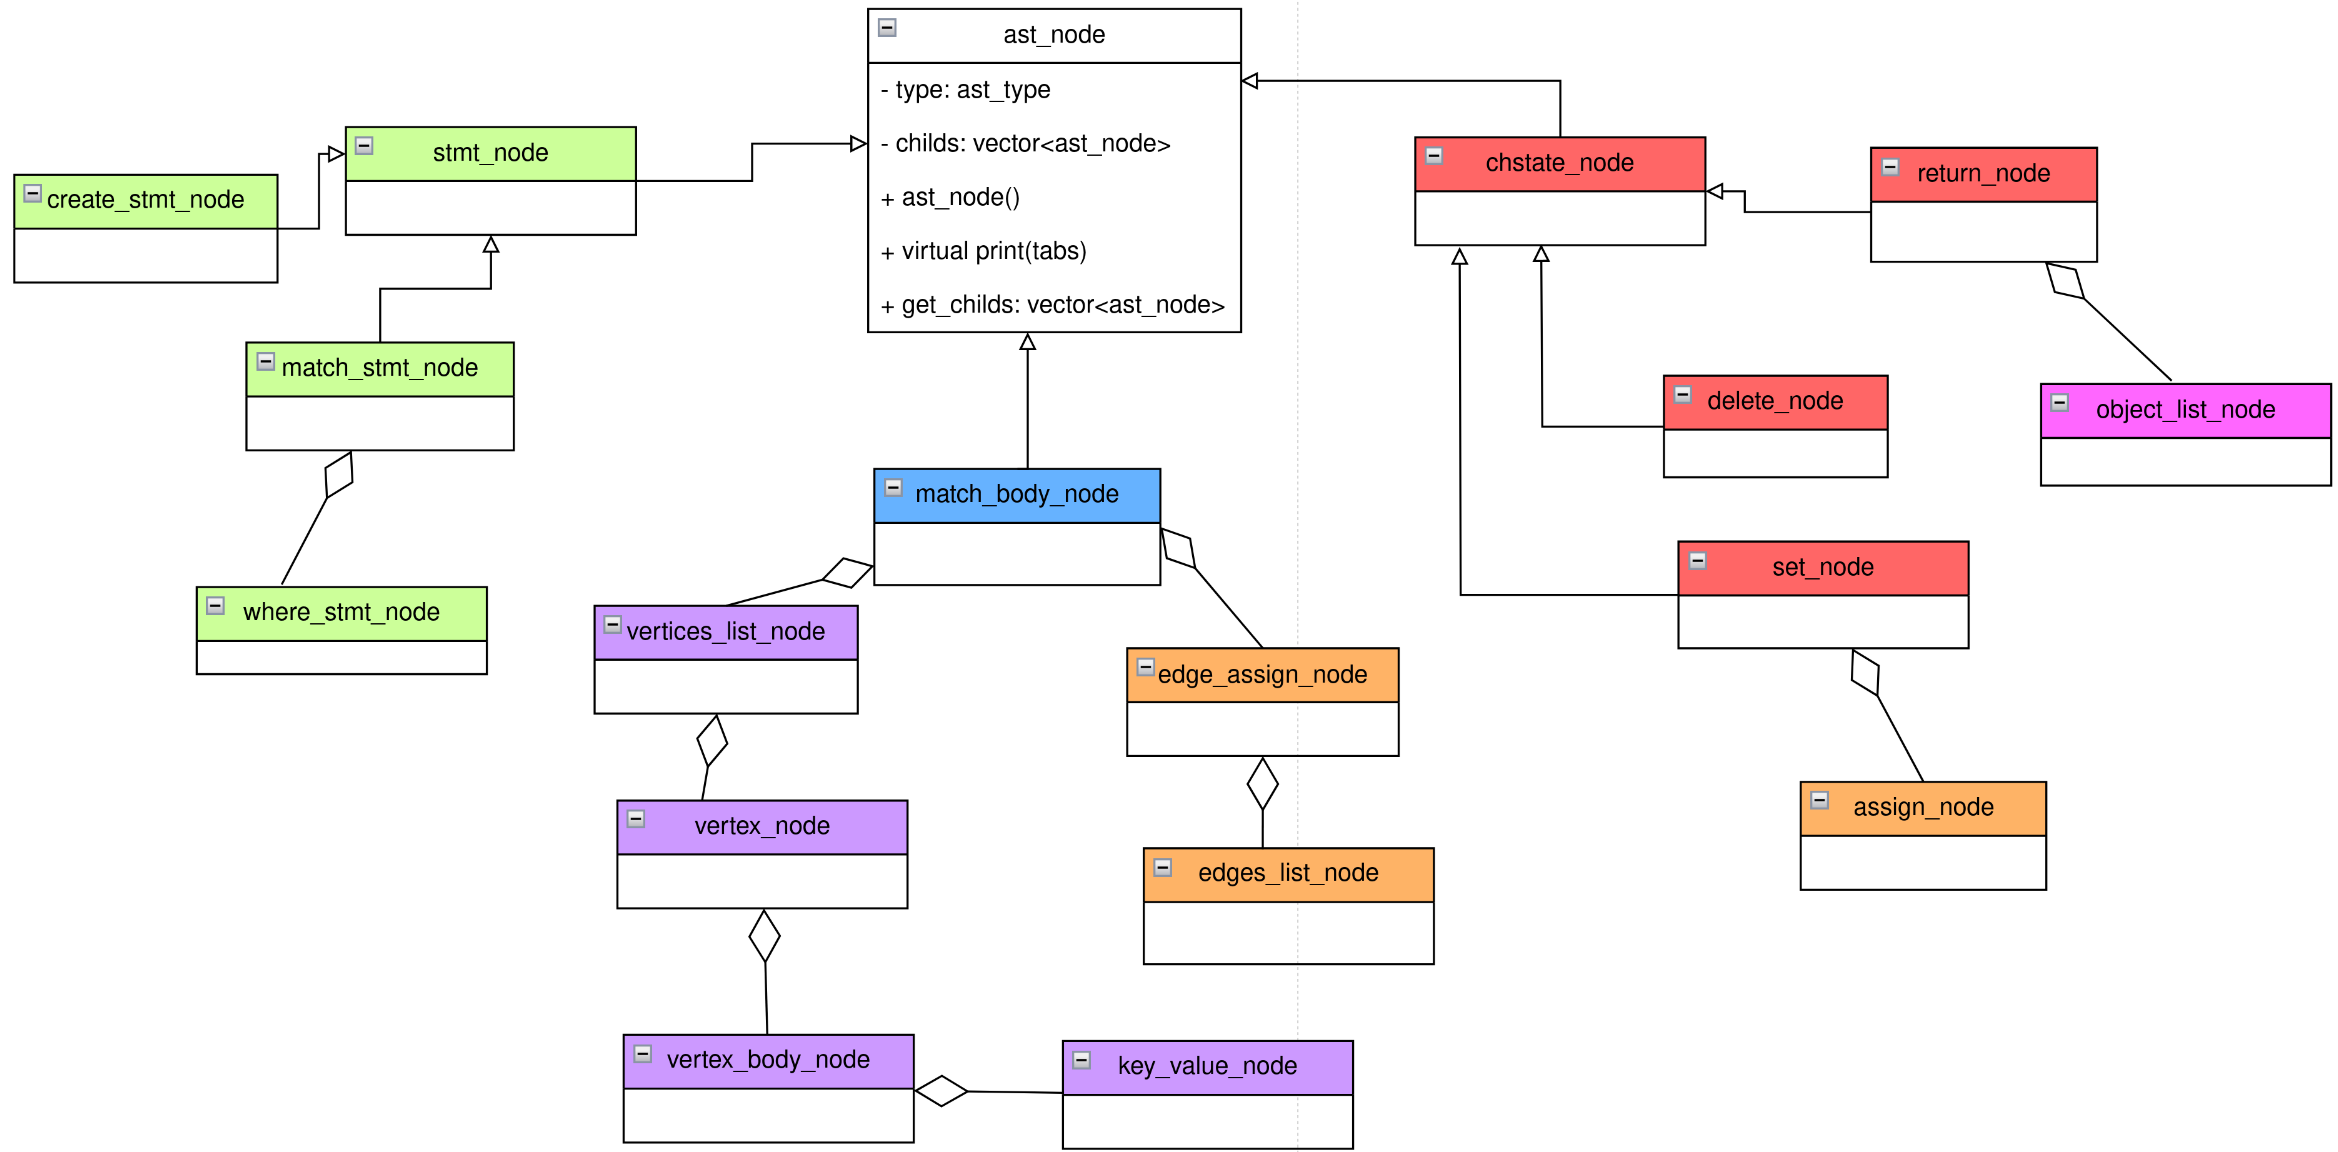 ast_node
- type: ast_type
- childs: vector<ast_node>
+ ast_node()
+ virtual print(tabs)
+ get_childs: vector<ast_node>
stmt_node
create_stmt_node
match_stmt_node
where_stmt_node
chstate_node
return_node
delete_node
object_list_node
set_node
assign_node
match_body_node
vertices_list_node
edge_assign_node
vertex_node
edges_list_node
vertex_body_node
key_value_node